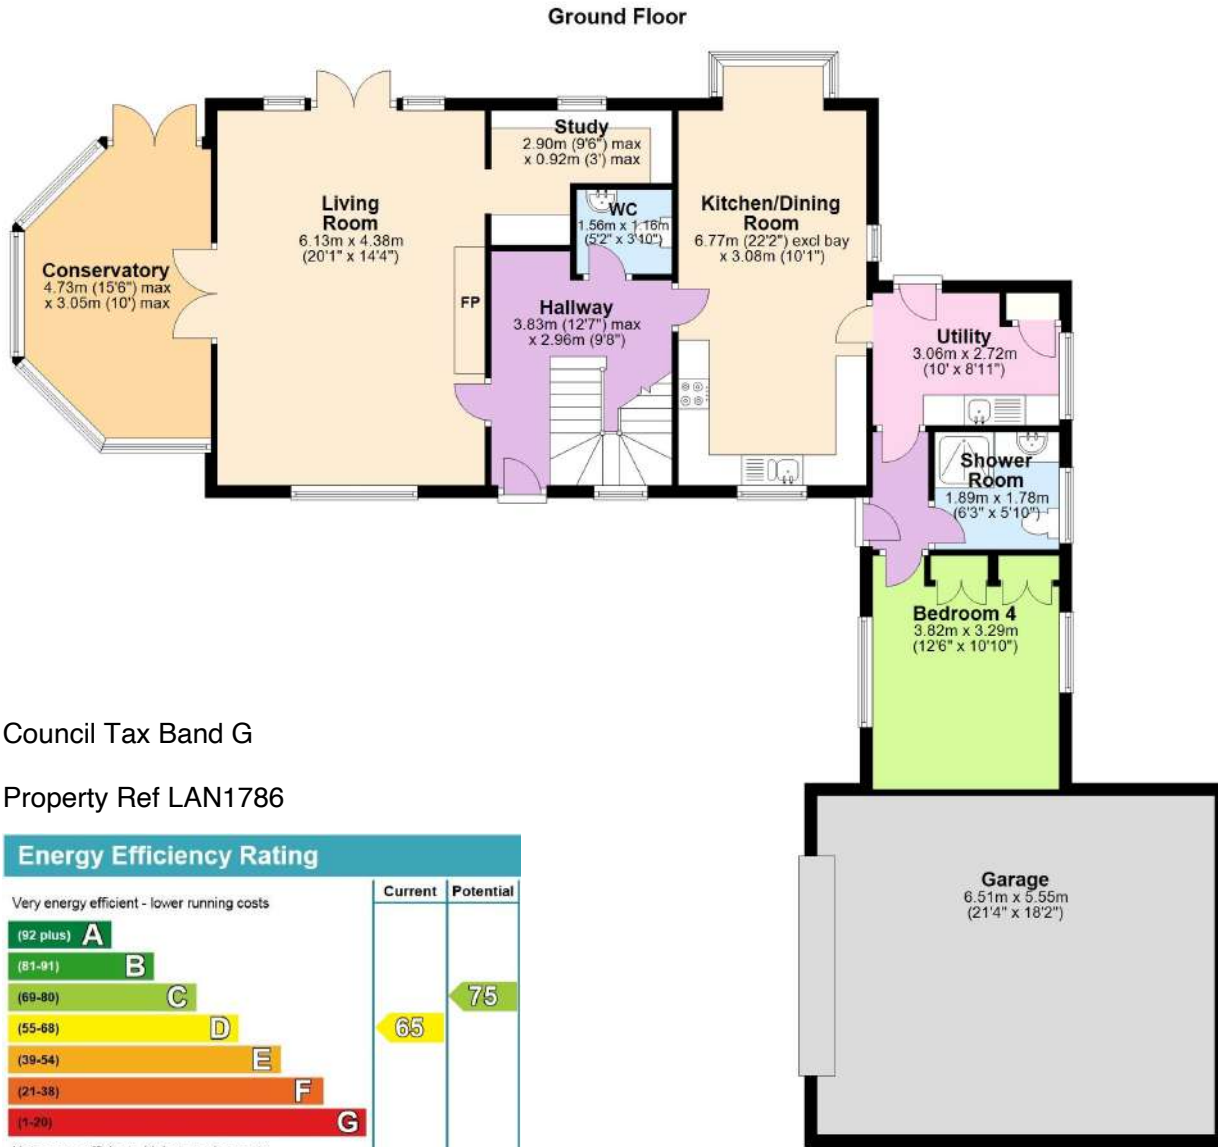 Ground Floor
Study
2.90m (9'6") max
x 0.92m (3') max
Living
Room
6.13m x 4.38m
(20'1" x 14'4")
WC
1.56m x 1.16m
(5'2" x 3'10")
Kitchen/Dining
Room
6.77m (22'2") excl bay
x 3.08m (10'1")
Conservatory
4.73m (15'6") max
x 3.05m (10') max
FP
Hallway
3.83m (12'7") max
x 2.96m (9'8")
Utility
3.06m x 2.72m
(10' x 8'11")
Shower
Room
1.89m x 1.78m
(6'3" x 5'10")
Bedroom 4
3.82m x 3.29m
(12'6" x 10'10")
Garage
6.51m x 5.55m
(21'4" x 18'2")
Council Tax Band G
Property Ref LAN1786
Energy Efficiency Rating
Current Potential
Very energy efficient - lower running costs
(92 plus) A
(81-91) B
(69-80) C 75
(55-68) D 65
(39-54) E
(21-38) F
(1-20) G